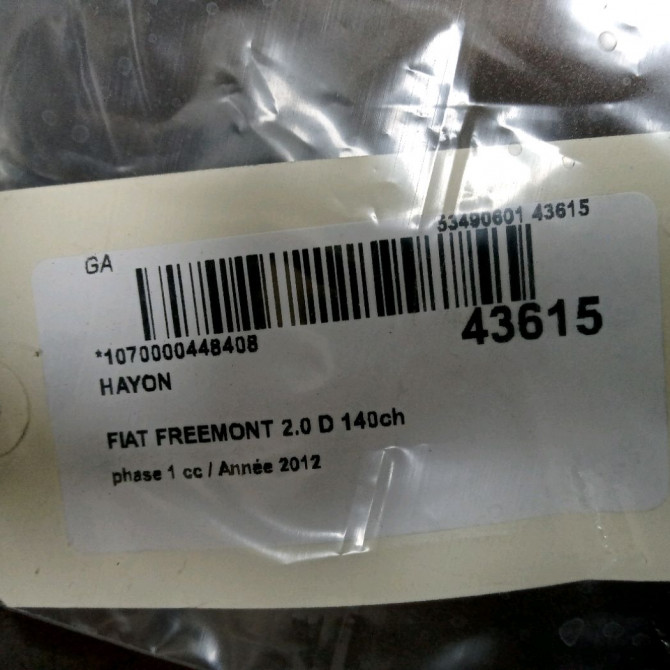 53490601 43615
GA
43615
*1070000448408
HAYON
FIAT FREEMONT 2.0 D 140ch
phase 1 cc / Année 2012